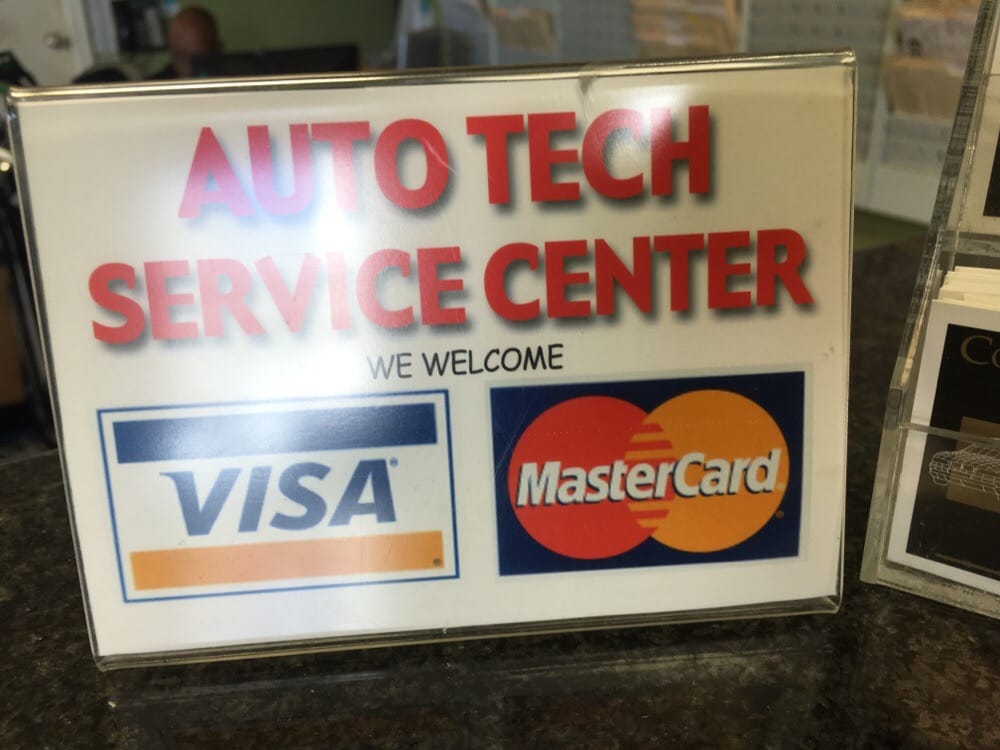 AUTO TECH
SERVICE CENTER
WE WELCOME
VISA®
MasterCard®